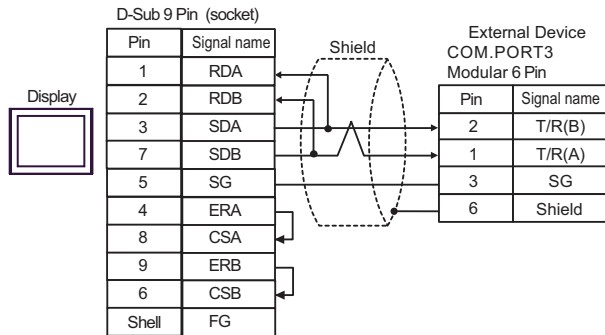 D-Sub 9 Pin (socket)
Pin Signal name
1 RDA
2 RDB
3 SDA
7 SDB
5 SG
4 ERA
8 CSA
9 ERB
6 CSB
Shell FG
Display
Shield
External Device
COM.PORT3
Modular 6 Pin
Pin Signal name
2 T/R(B)
1 T/R(A)
3 SG
6 Shield